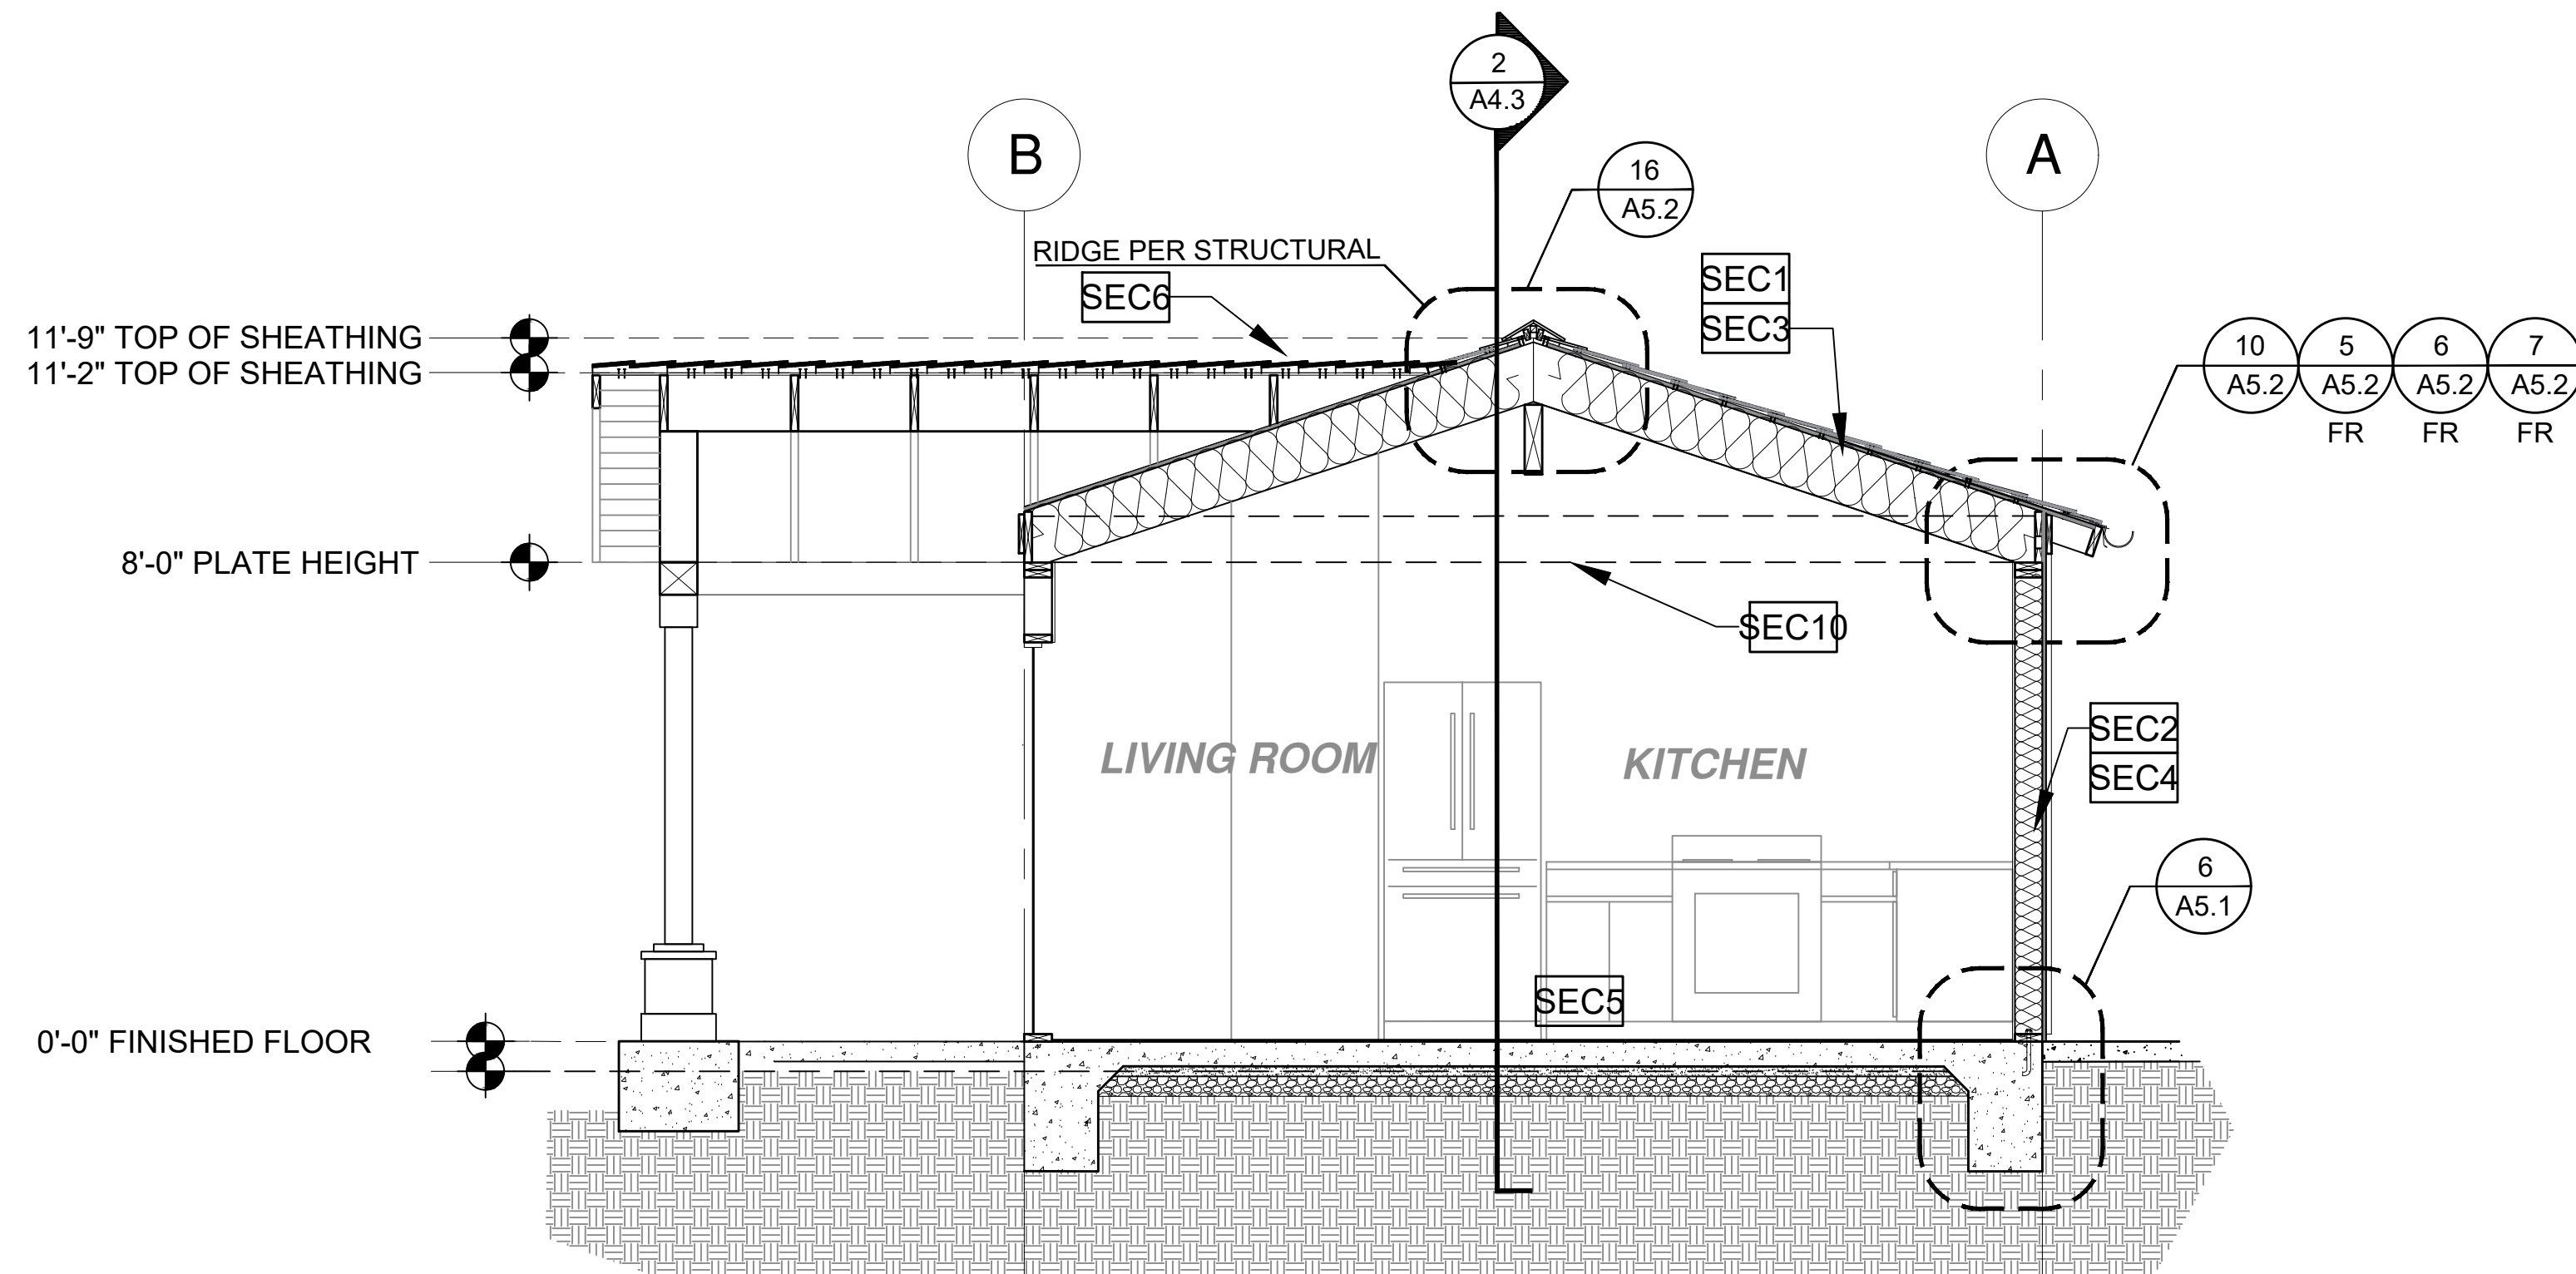 2
A4.3
B
A
16
A5.2
RIDGE PER STRUCTURAL
SEC6
SEC1
SEC3
11'-9" TOP OF SHEATHING
11'-2" TOP OF SHEATHING
10
A5.2
5
A5.2
FR
6
A5.2
FR
7
A5.2
FR
8'-0" PLATE HEIGHT
SEC10
LIVING ROOM
KITCHEN
SEC2
SEC4
6
A5.1
SEC5
0'-0" FINISHED FLOOR